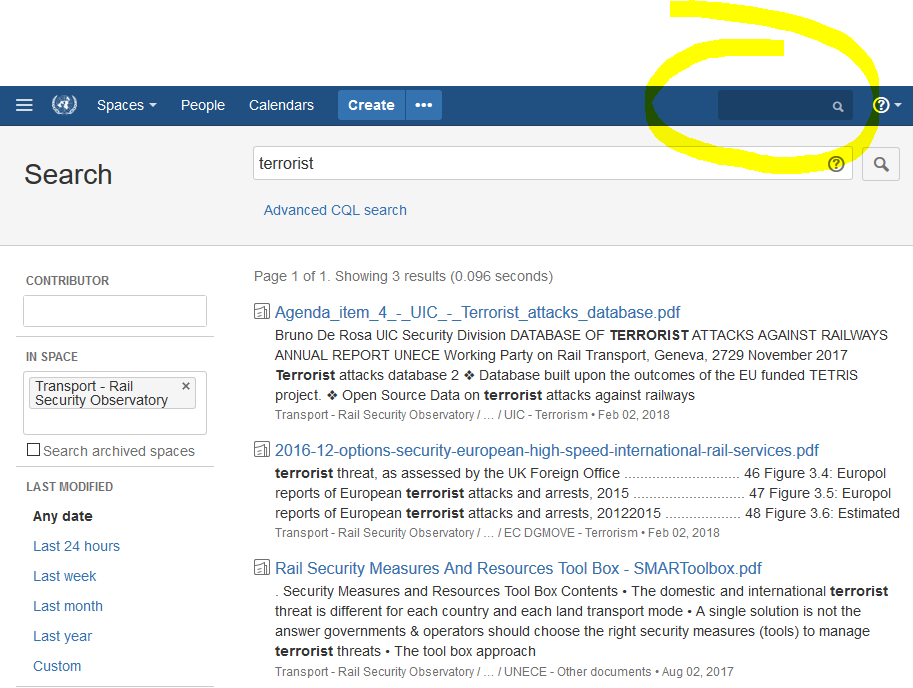 Spaces People Calendars Create •••
Search
terrorist
Advanced CQL search
CONTRIBUTOR
IN SPACE
Transport - Rail
Security Observatory ×
Search archived spaces
LAST MODIFIED
Any date
Last 24 hours
Last week
Last month
Last year
Custom
Page 1 of 1. Showing 3 results (0.096 seconds)
Agenda_item_4_-_UIC_-_Terrorist_attacks_database.pdf
Bruno De Rosa UIC Security Division DATABASE OF TERRORIST ATTACKS AGAINST RAILWAYS
ANNUAL REPORT UNECE Working Party on Rail Transport, Geneva, 2729 November 2017
Terrorist attacks database 2 ❖ Database built upon the outcomes of the EU funded TETRIS
project. ❖ Open Source Data on terrorist attacks against railways
Transport - Rail Security Observatory / … / UIC - Terrorism • Feb 02, 2018
2016-12-options-security-european-high-speed-international-rail-services.pdf
terrorist threat, as assessed by the UK Foreign Office ............................. 46 Figure 3.4: Europol
reports of European terrorist attacks and arrests, 2015 ............................ 47 Figure 3.5: Europol
reports of European terrorist attacks and arrests, 20122015 ................... 48 Figure 3.6: Estimated
Transport - Rail Security Observatory / … / EC DGMOVE - Terrorism • Feb 02, 2018
Rail Security Measures And Resources Tool Box - SMARToolbox.pdf
. Security Measures and Resources Tool Box Contents • The domestic and international terrorist
threat is different for each country and each land transport mode • A single solution is not the
answer governments & operators should choose the right security measures (tools) to manage
terrorist threats • The tool box approach
Transport - Rail Security Observatory / … / UNECE - Other documents • Aug 02, 2017